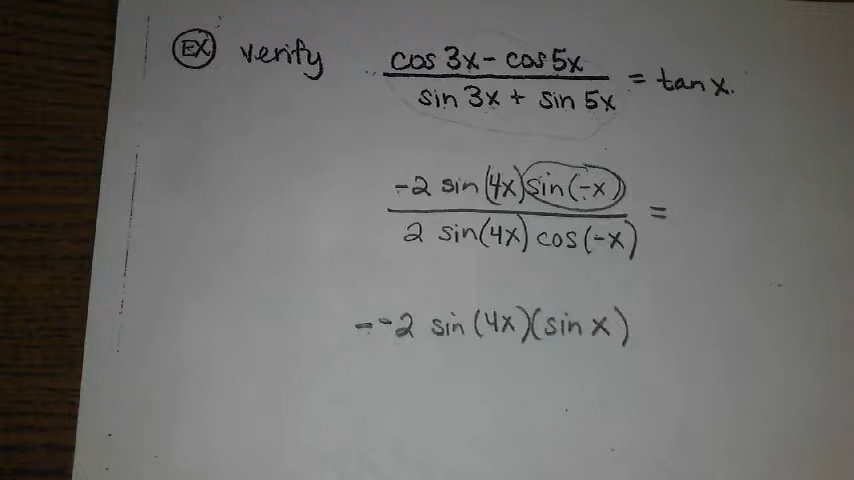 EX verify cos 3x - cos 5x / sin 3x + sin 5x = tan x.
-2 sin(4x) sin(-x) / 2 sin(4x) cos(-x) =
- -2 sin(4x)(sin x)